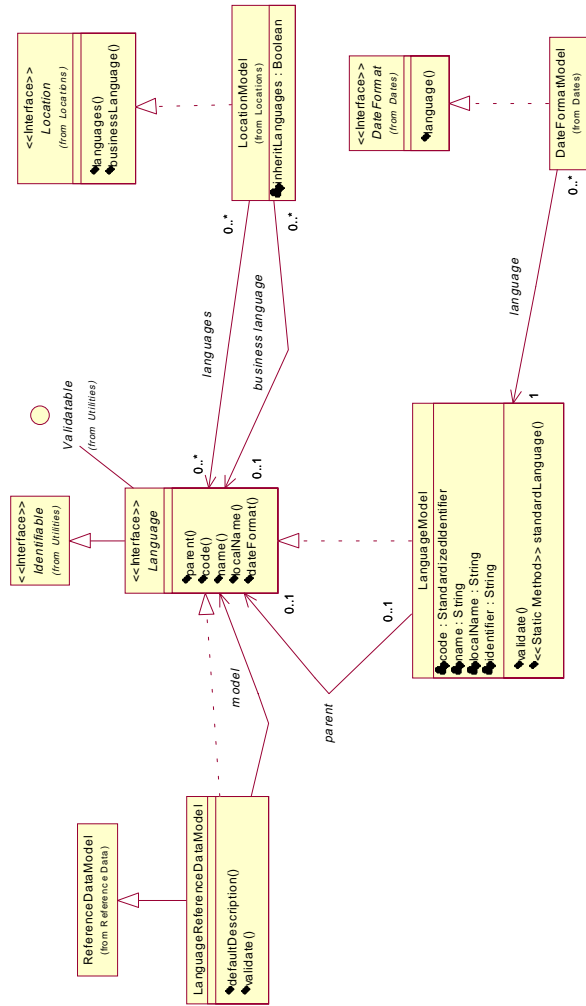 <<Interface>>
Location
(from Locations)
languages()
businessLanguage()
LocationModel
(from Locations)
inheritLanguages : Boolean
<<Interface>>
DateFormat
(from Dates)
language()
DateFormatModel
(from Dates)
0..*
0..*
0..*
languages
business language
language
Validatable
(from Utilities)
0..*
0..1
1
<<Interface>>
Identifiable
(from Utilities)
<<Interface>>
Language
parent()
code()
name()
localName()
dateFormat()
0..1
0..1
LanguageModel
code : StandardizedIdentifier
name : String
localName : String
identifier : String
validate()
<<Static Method>> standardLanguage()
model
parent
ReferenceDataModel
(from Reference Data)
LanguageReferenceDataModel
defaultDescription()
validate()